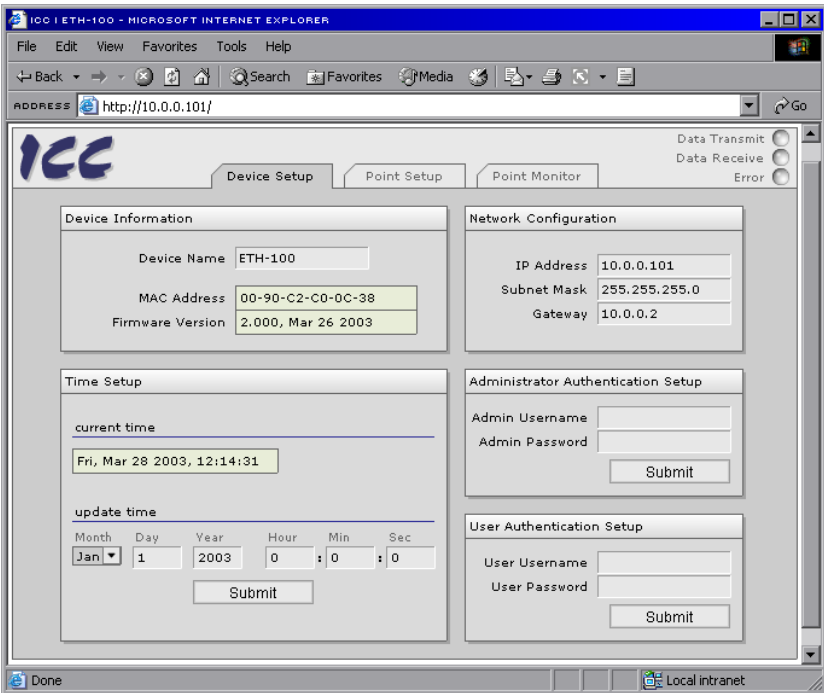 ICC | ETH-100 - MICROSOFT INTERNET EXPLORER
File Edit View Favorites Tools Help
Back Search Favorites Media
ADDRESS http://10.0.0.101/ Go
ICC
Data Transmit
Data Receive
Error
Device Setup Point Setup Point Monitor
Device Information
Device Name ETH-100
MAC Address 00-90-C2-C0-0C-38
Firmware Version 2.000, Mar 26 2003
Network Configuration
IP Address 10.0.0.101
Subnet Mask 255.255.255.0
Gateway 10.0.0.2
Time Setup
current time
Fri, Mar 28 2003, 12:14:31
update time
Month Day Year Hour Min Sec
Jan 1 2003 0 : 0 : 0
Submit
Administrator Authentication Setup
Admin Username
Admin Password
Submit
User Authentication Setup
User Username
User Password
Submit
Done Local intranet